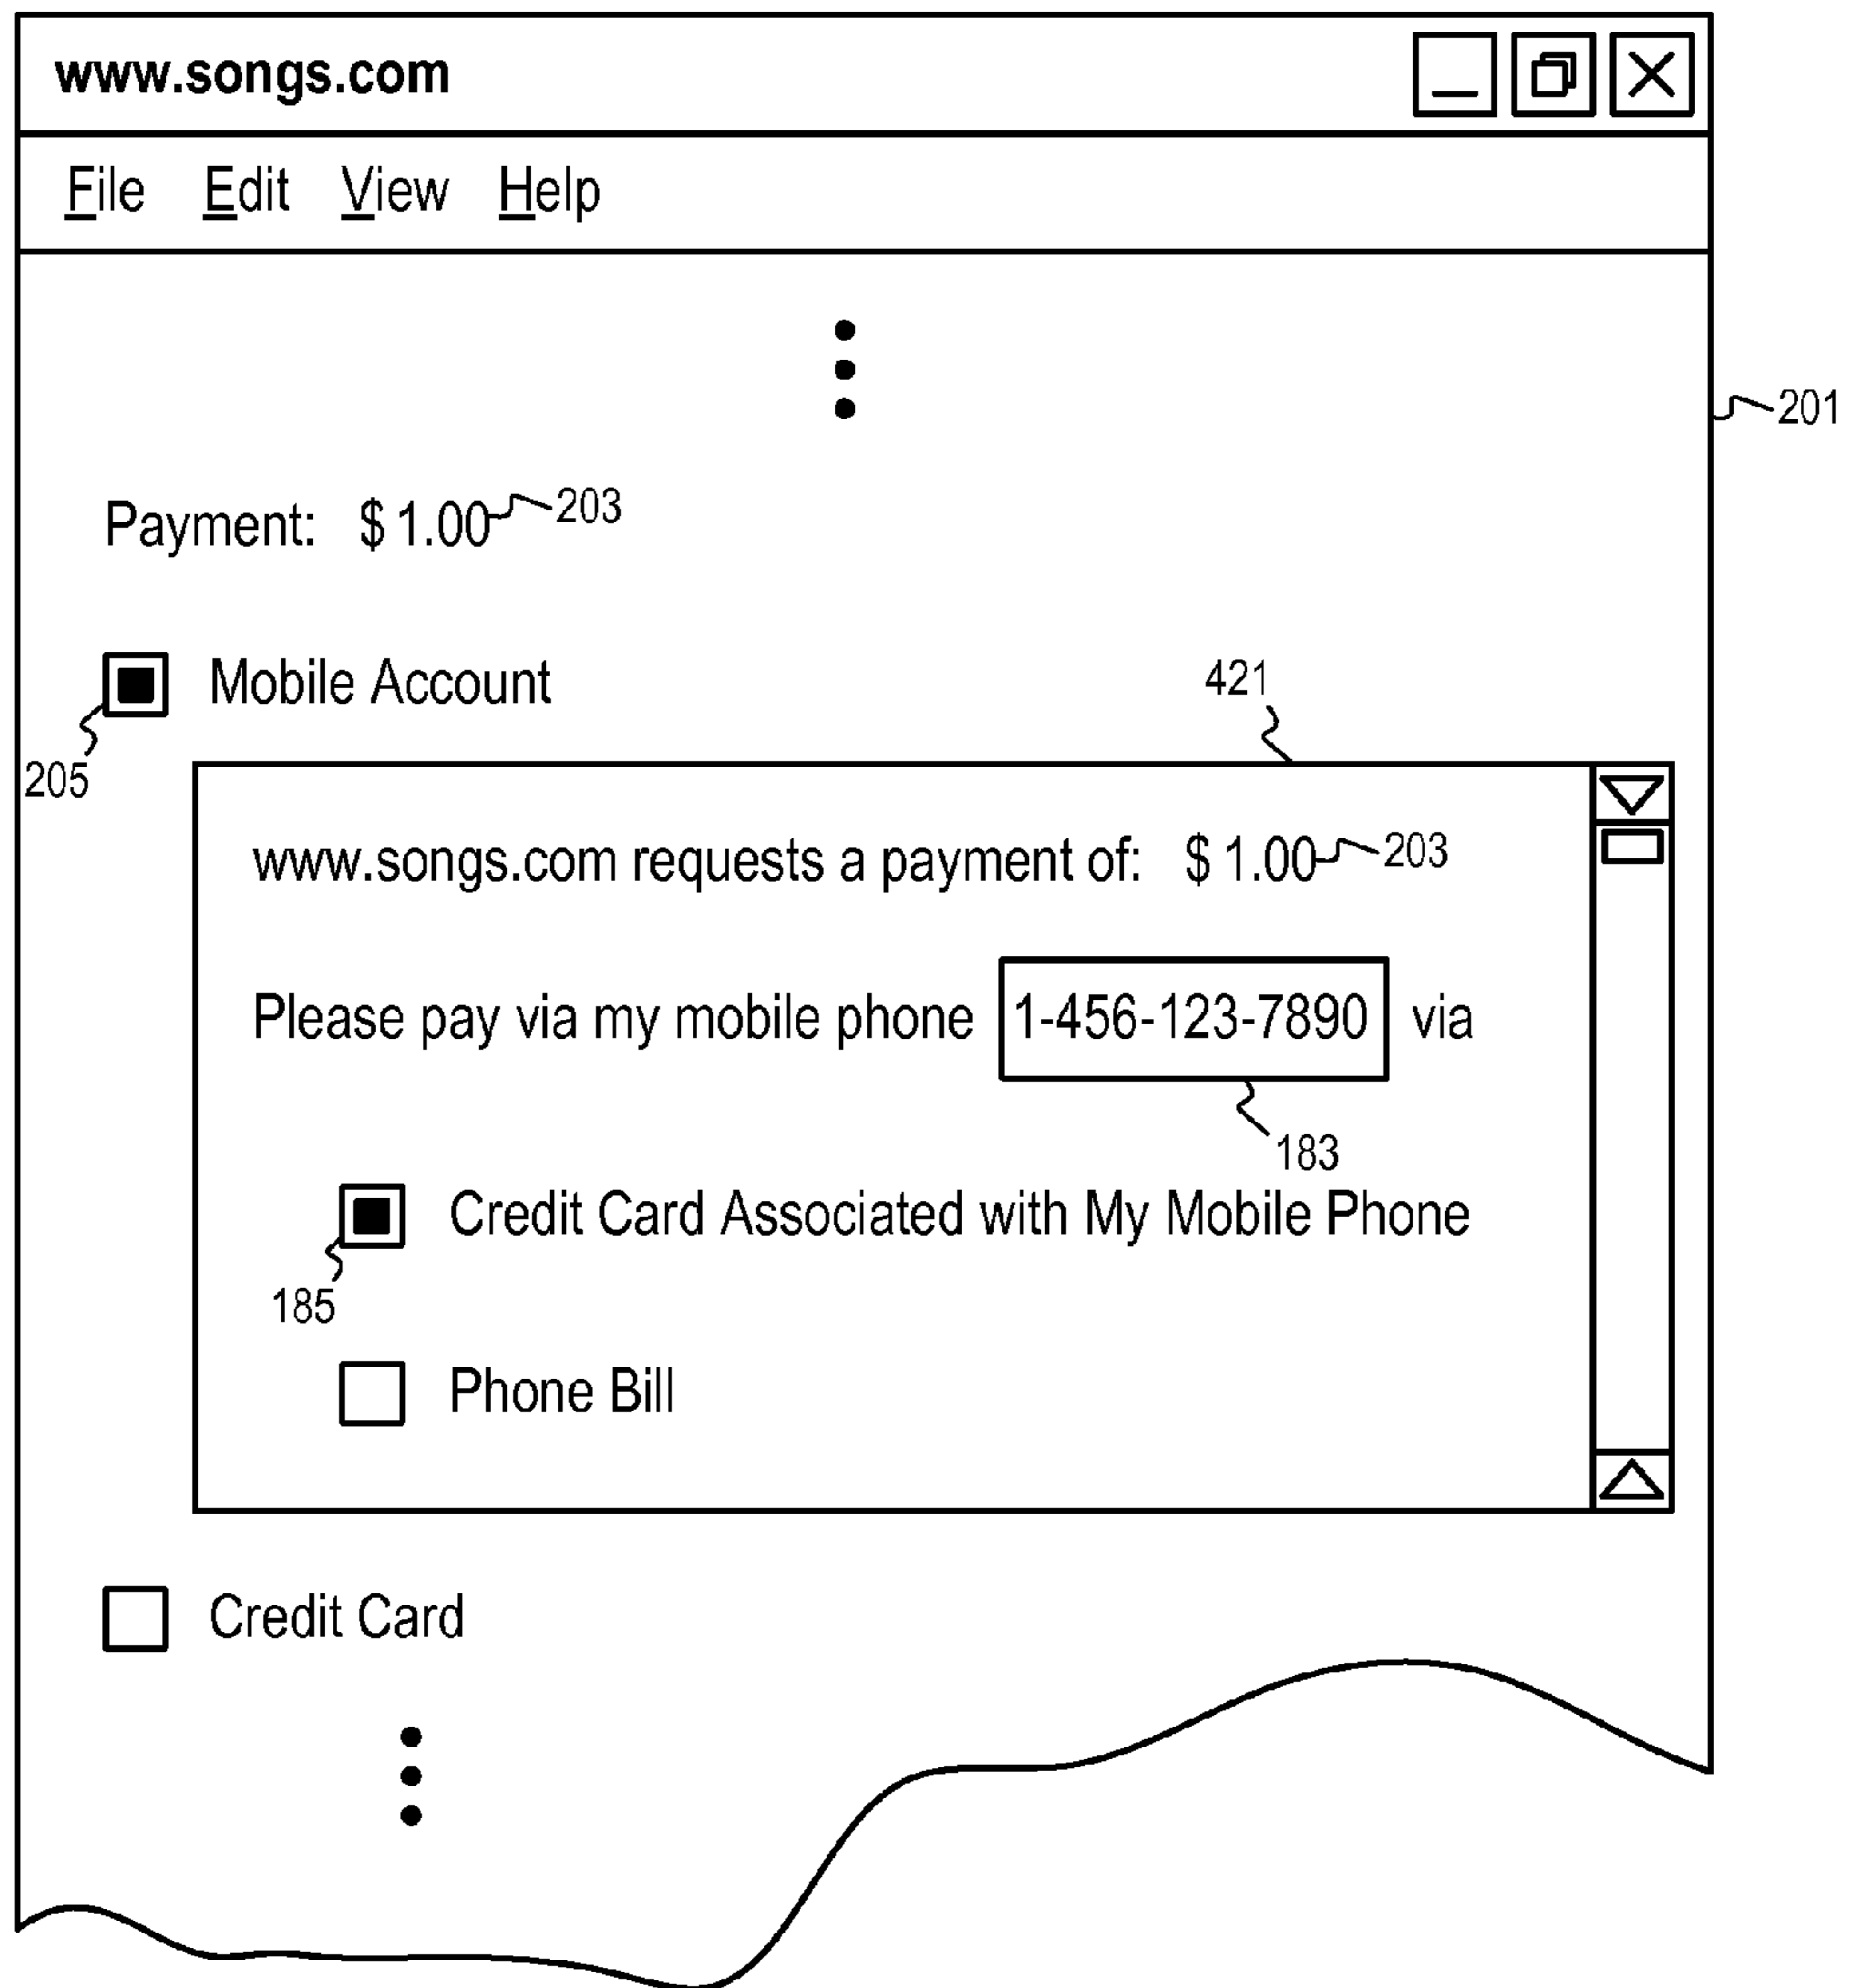 www.songs.com
File Edit View Help
201
Payment: $ 1.00 203
Mobile Account
205
421
www.songs.com requests a payment of: $ 1.00 203
Please pay via my mobile phone 1-456-123-7890 via
183
Credit Card Associated with My Mobile Phone
185
Phone Bill
Credit Card